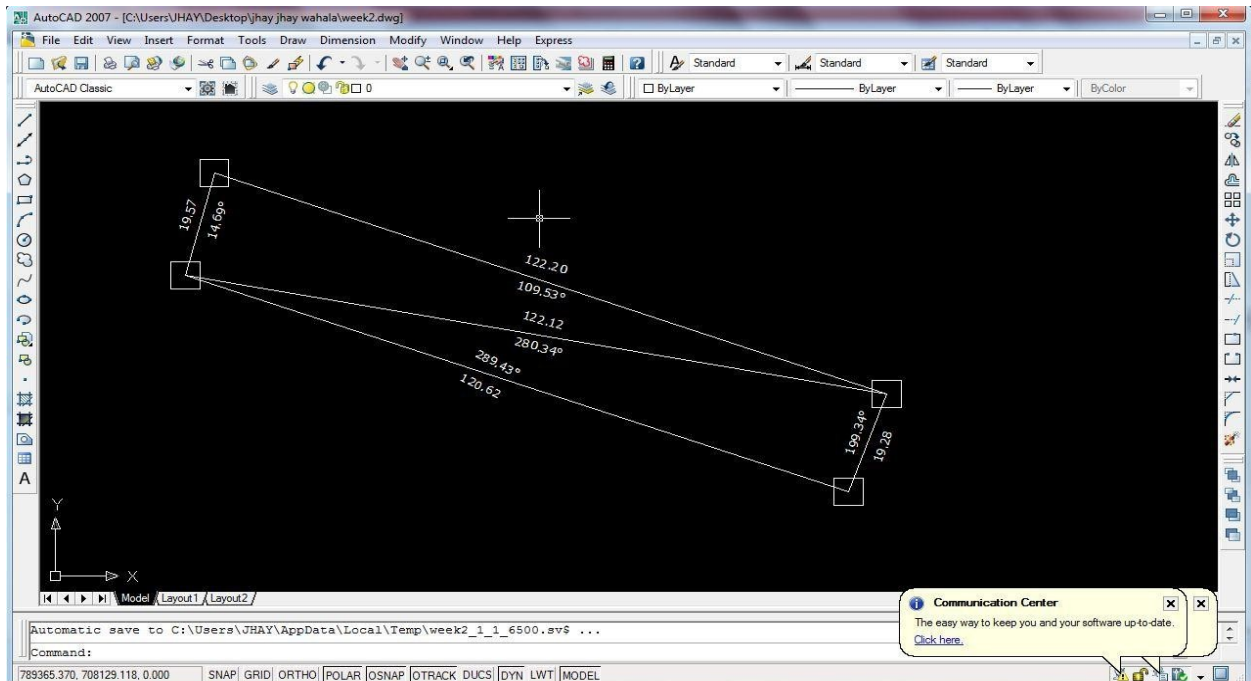 AutoCAD 2007 - [C:\Users\JHAY\Desktop\jhay jhay wahala\week2.dwg]
File Edit View Insert Format Tools Draw Dimension Modify Window Help Express
Standard Standard Standard
AutoCAD Classic 0 ByLayer ByLayer ByLayer ByColor
19.57
14.69°
122.20
109.53°
122.12
280.34°
289.43°
120.62
199.34°
19.28
A
Y
X
Model Layout1 Layout2
Communication Center
The easy way to keep you and your software up-to-date.
Click here.
Automatic save to C:\Users\JHAY\AppData\Local\Temp\week2_1_1_6500.sv$ ...
Command:
789365.370, 708129.118, 0.000 SNAP GRID ORTHO POLAR OSNAP OTRACK DUCS DYN LWT MODEL